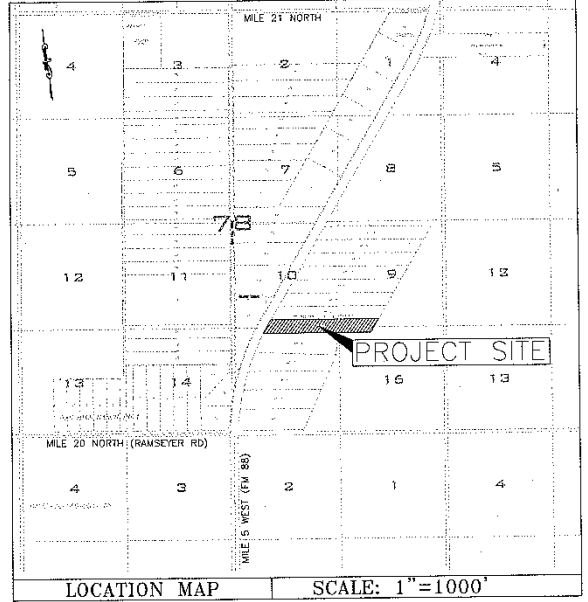 MILE 21 NORTH
4 3 2 1 4
5 6 7 8 5
78
12 11 10 9 12
PROJECT SITE
13 14 16 13
MILE 20 NORTH (RAMSEYER RD)
4 3 2 1 4
MILE 5 WEST (FM 88)
LOCATION MAP SCALE: 1"=1000'